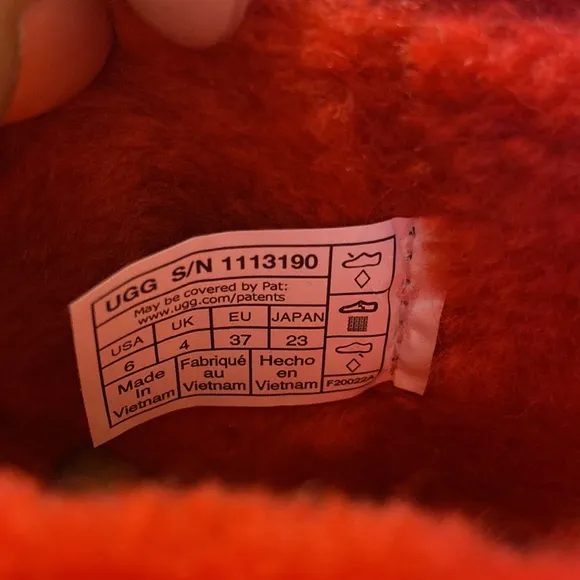 UGG S/N 1113190
May be covered by Pat:
www.ugg.com/patents
USA UK EU JAPAN
6 4 37 23
Made In Vietnam
Fabriqué au Vietnam
Hecho en Vietnam
F20022A